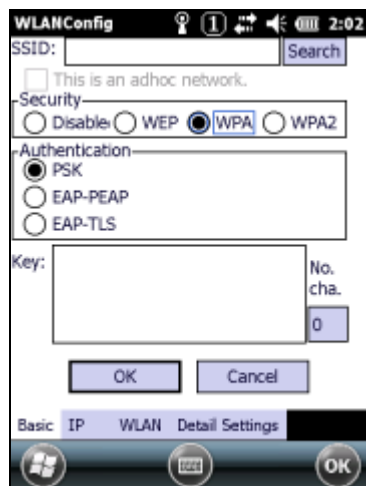 WLANConfig 1 2:02
SSID: Search
This is an adhoc network.
Security
Disable WEP WPA WPA2
Authentication
PSK
EAP-PEAP
EAP-TLS
Key: No.
cha.
0
OK Cancel
Basic IP WLAN Detail Settings
OK